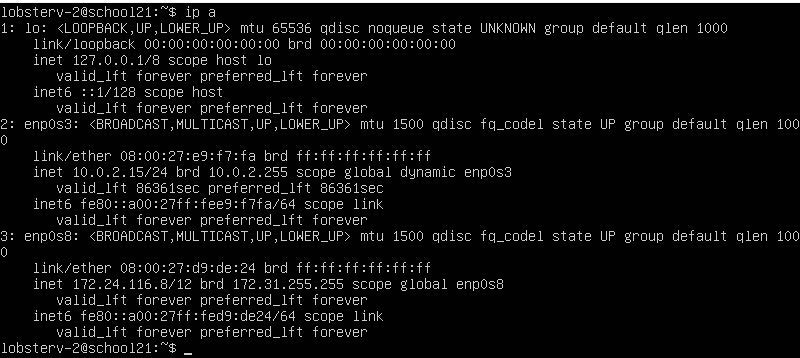 lobsterv-2@school21:~$ ip a
1: lo: <LOOPBACK,UP,LOWER_UP> mtu 65536 qdisc noqueue state UNKNOWN group default qlen 1000
    link/loopback 00:00:00:00:00:00 brd 00:00:00:00:00:00
    inet 127.0.0.1/8 scope host lo
       valid_lft forever preferred_lft forever
    inet6 ::1/128 scope host
       valid_lft forever preferred_lft forever
2: enp0s3: <BROADCAST,MULTICAST,UP,LOWER_UP> mtu 1500 qdisc fq_codel state UP group default qlen 100
0
    link/ether 08:00:27:e9:f7:fa brd ff:ff:ff:ff:ff:ff
    inet 10.0.2.15/24 brd 10.0.2.255 scope global dynamic enp0s3
       valid_lft 86361sec preferred_lft 86361sec
    inet6 fe80::a00:27ff:fee9:f7fa/64 scope link
       valid_lft forever preferred_lft forever
3: enp0s8: <BROADCAST,MULTICAST,UP,LOWER_UP> mtu 1500 qdisc fq_codel state UP group default qlen 100
0
    link/ether 08:00:27:d9:de:24 brd ff:ff:ff:ff:ff:ff
    inet 172.24.116.8/12 brd 172.31.255.255 scope global enp0s8
       valid_lft forever preferred_lft forever
    inet6 fe80::a00:27ff:fed9:de24/64 scope link
       valid_lft forever preferred_lft forever
lobsterv-2@school21:~$ _